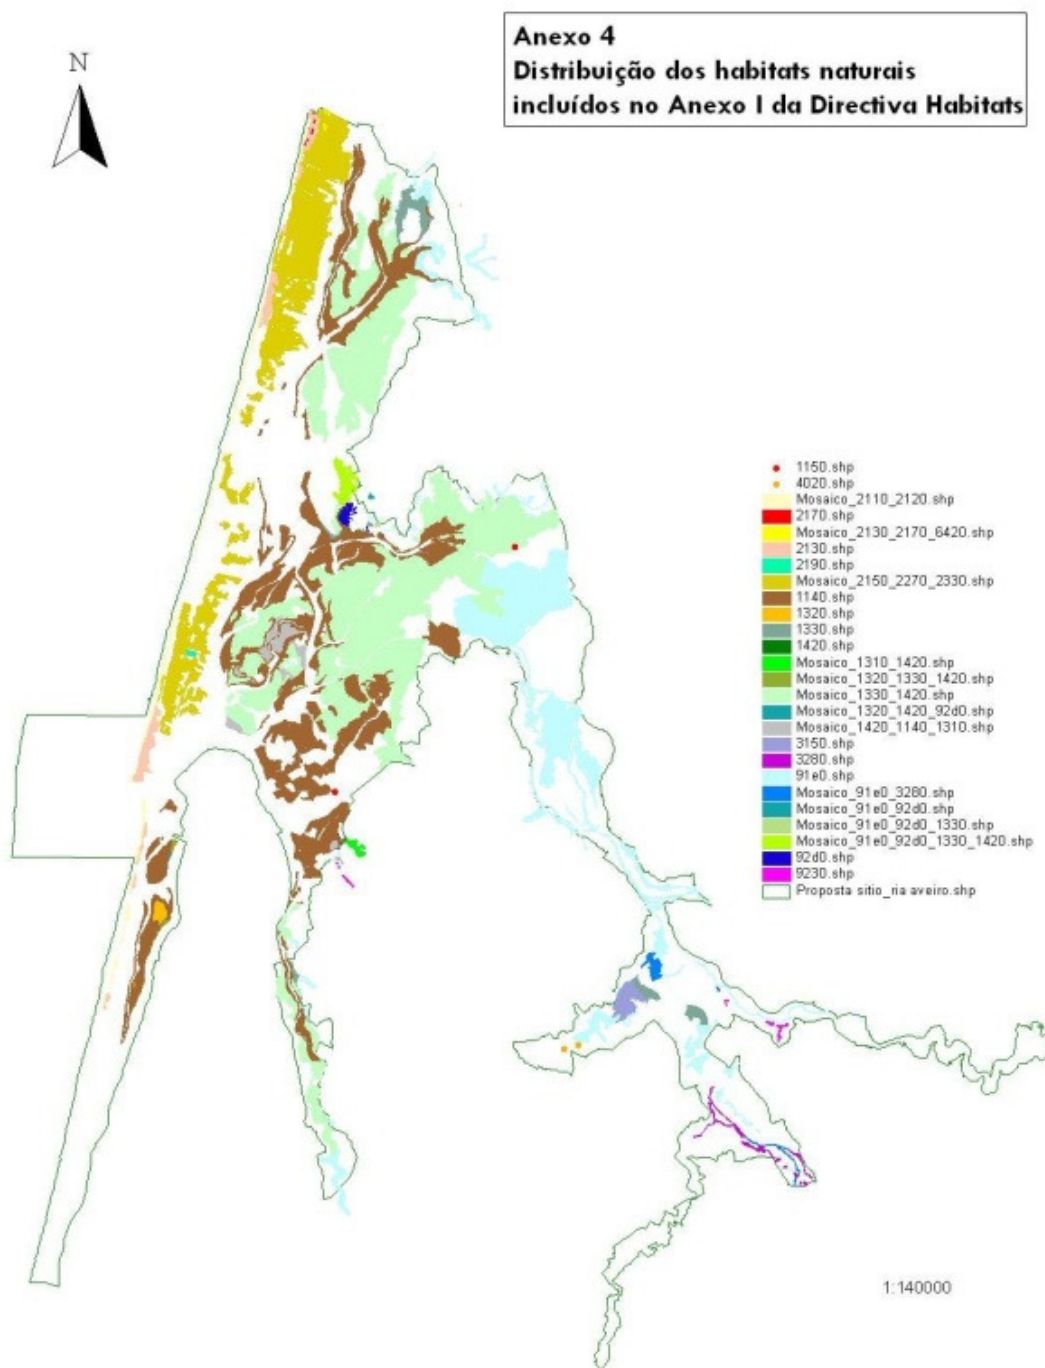 Anexo 4
Distribuição dos habitats naturais
incluídos no Anexo I da Directiva Habitats
N
1150.shp
4020.shp
Mosaico_2110_2120.shp
2170.shp
Mosaico_2130_2170_6420.shp
2130.shp
2190.shp
Mosaico_2150_2270_2330.shp
1140.shp
1320.shp
1330.shp
1420.shp
Mosaico_1310_1420.shp
Mosaico_1320_1330_1420.shp
Mosaico_1330_1420.shp
Mosaico_1320_1420_92d0.shp
Mosaico_1420_1140_1310.shp
3150.shp
3280.shp
91e0.shp
Mosaico_91e0_3280.shp
Mosaico_91e0_92d0.shp
Mosaico_91e0_92d0_1330.shp
Mosaico_91e0_92d0_1330_1420.shp
92d0.shp
9230.shp
Proposta sitio_ria aveiro.shp
1:140000